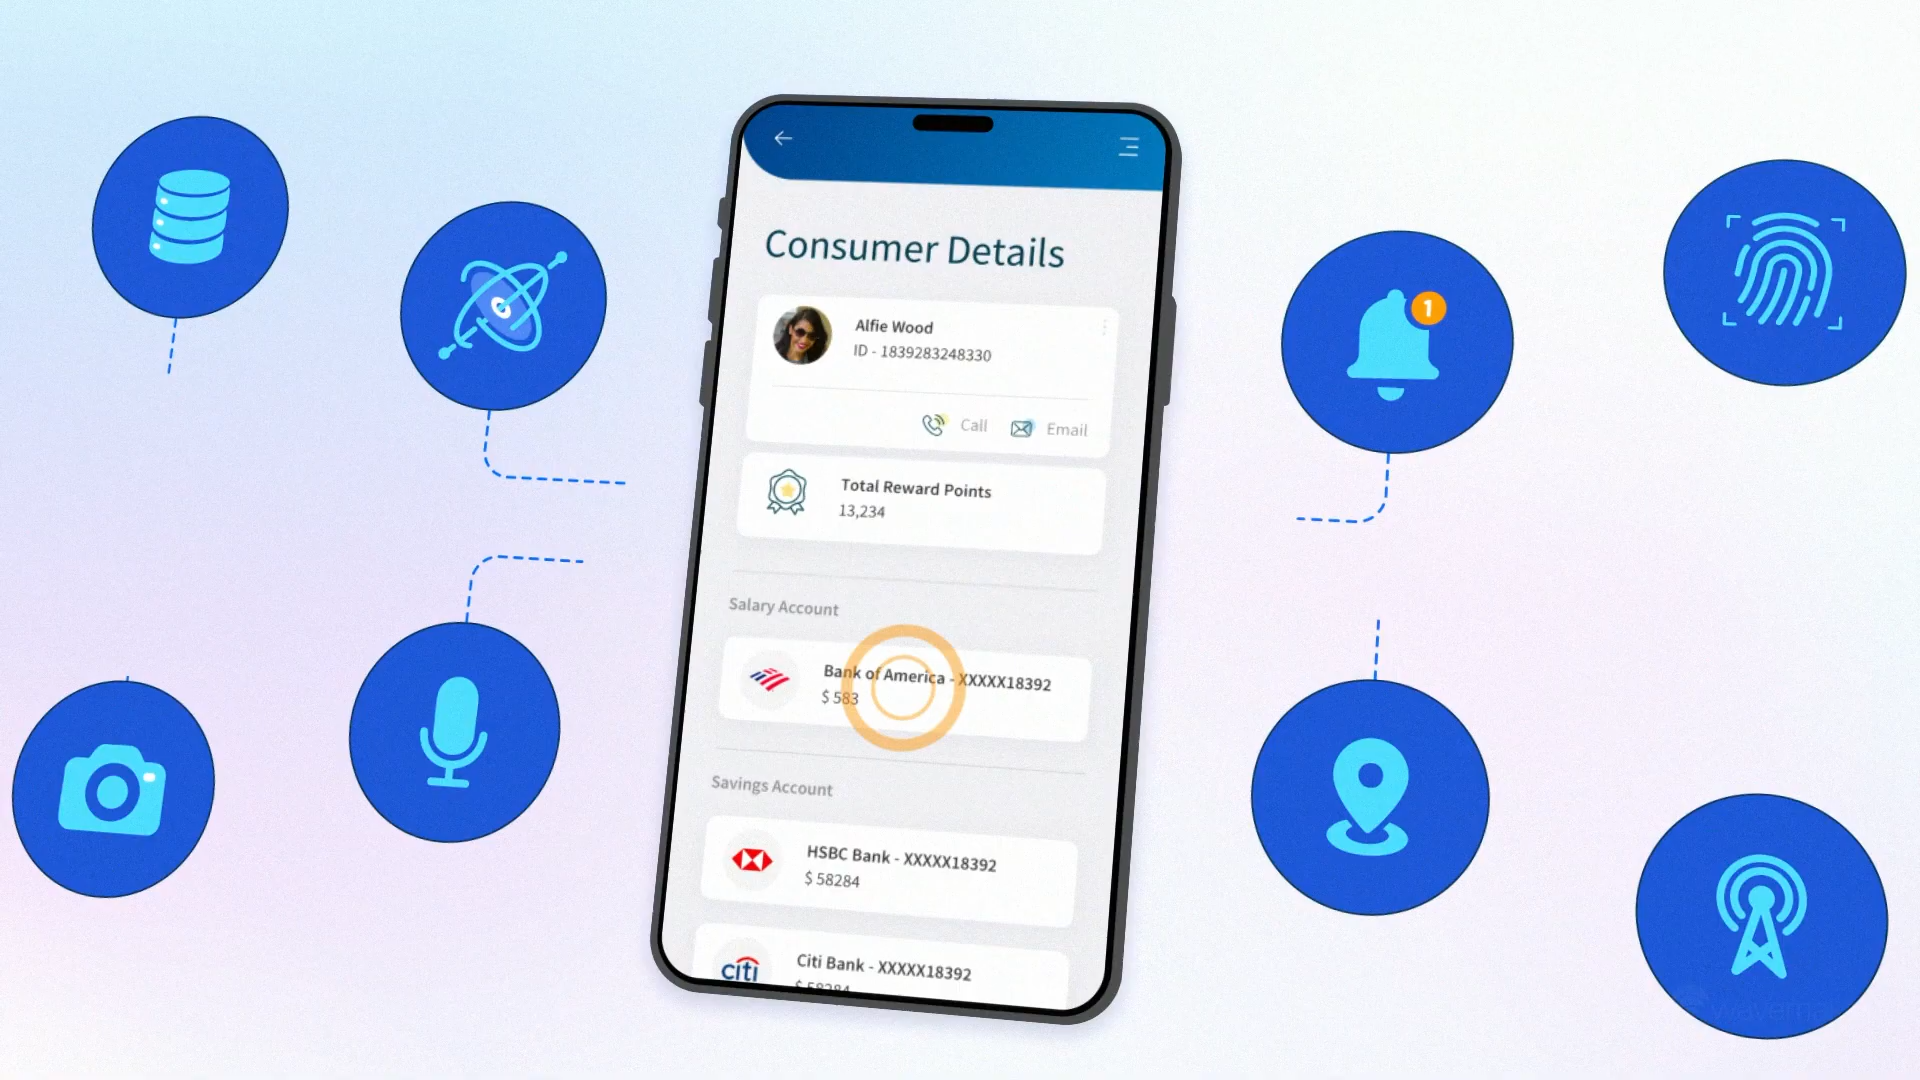 Consumer Details
Alfie Wood
ID - 1839283248330
Call
Email
Total Reward Points
13,234
Salary Account
Bank of America - XXXXX18392
$ 583
Savings Account
HSBC Bank - XXXXX18392
$ 58284
citi
Citi Bank - XXXXX18392
$ 58284
1